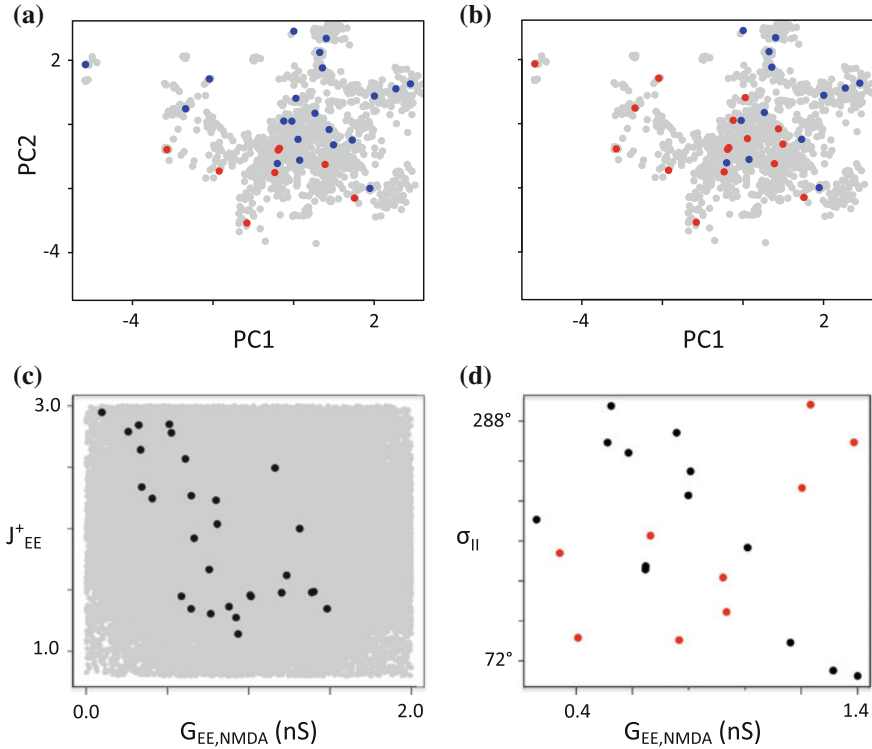 (a)
2
PC2
-4
-4
2
PC1
(b)
-4
2
PC1
(c)
3.0
J⁺EE
1.0
0.0
2.0
GEE,NMDA (nS)
(d)
288°
σII
72°
0.4
1.4
GEE,NMDA (nS)